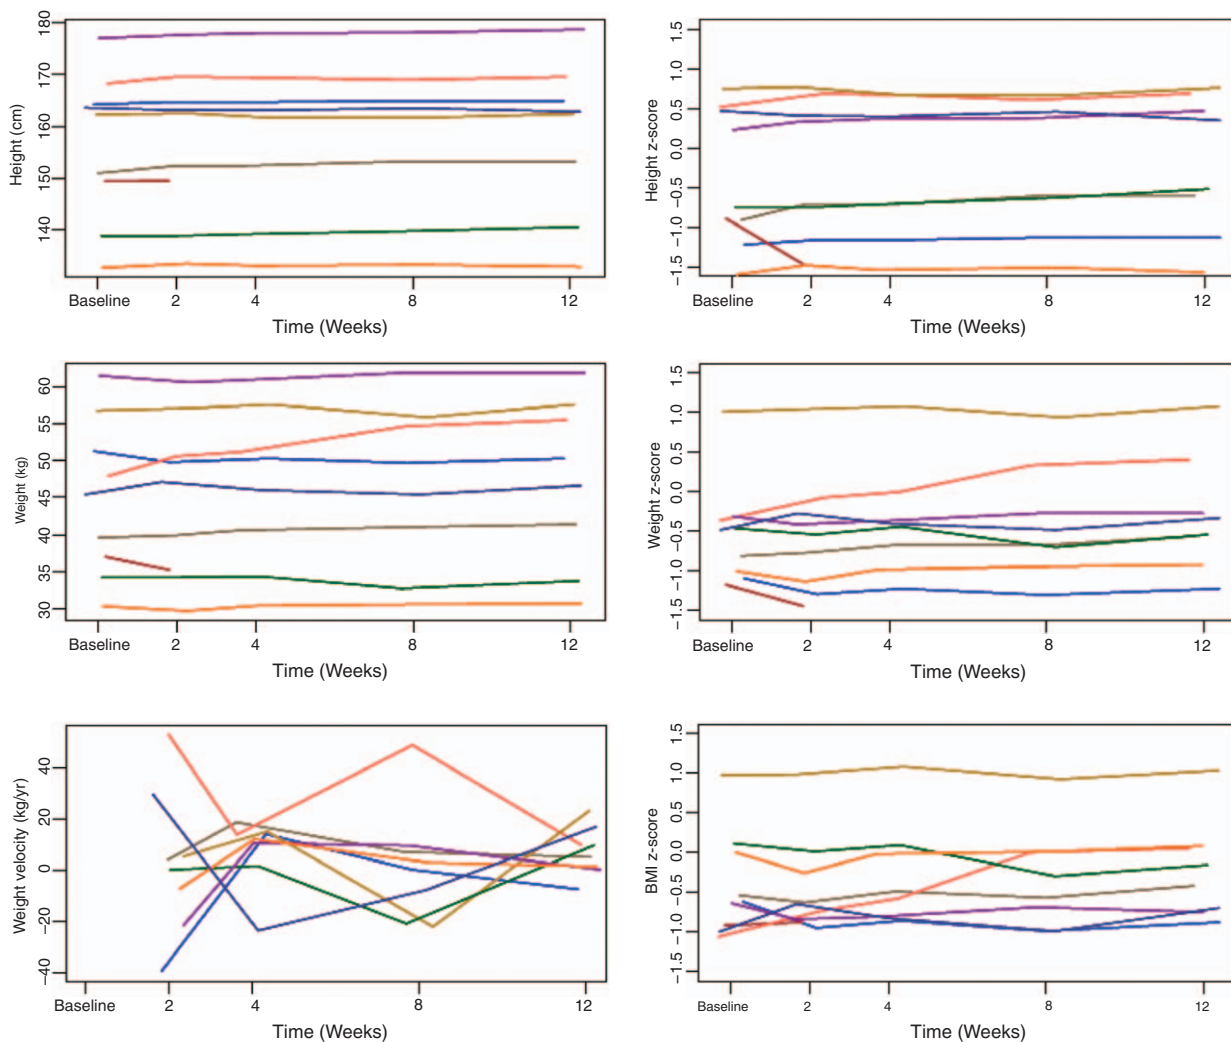 Height (cm)
180
170
160
150
140
Baseline 2 4 8 12
Time (Weeks)
Height z-score
1.5
1.0
0.5
0.0
−0.5
−1.0
−1.5
Baseline 2 4 8 12
Time (Weeks)
Weight (kg)
60
55
50
45
40
35
30
Baseline 2 4 8 12
Time (Weeks)
Weight z-score
1.5
1.0
0.5
0.0
−0.5
−1.0
−1.5
Baseline 2 4 8 12
Time (Weeks)
Weight velocity (kg/yr)
40
20
0
−20
−40
Baseline 2 4 8 12
Time (Weeks)
BMI z-score
1.5
1.0
0.5
0.0
−0.5
−1.0
−1.5
Baseline 2 4 8 12
Time (Weeks)